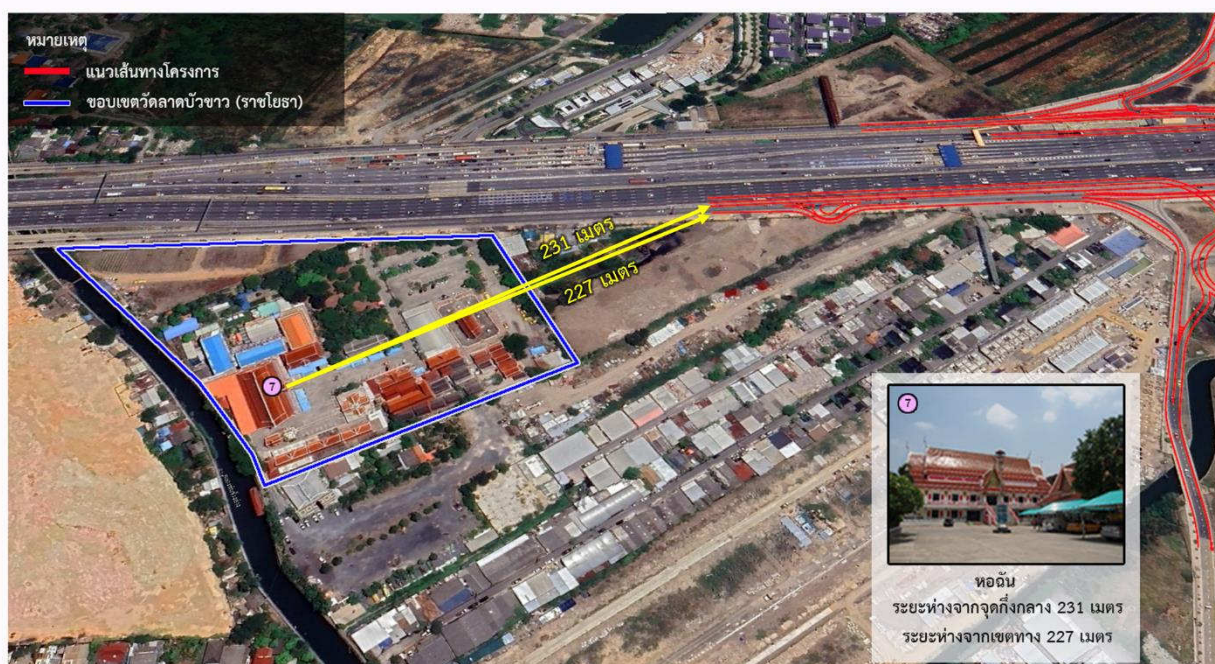 หมายเหตุ
แนวเส้นทางโครงการ
ขอบเขตวัดลาดบัวขาว (ราชโยธา)
231 เมตร
227 เมตร
7
7
หอฉัน
ระยะห่างจากจุดกึ่งกลาง 231 เมตร
ระยะห่างจากเขตทาง 227 เมตร